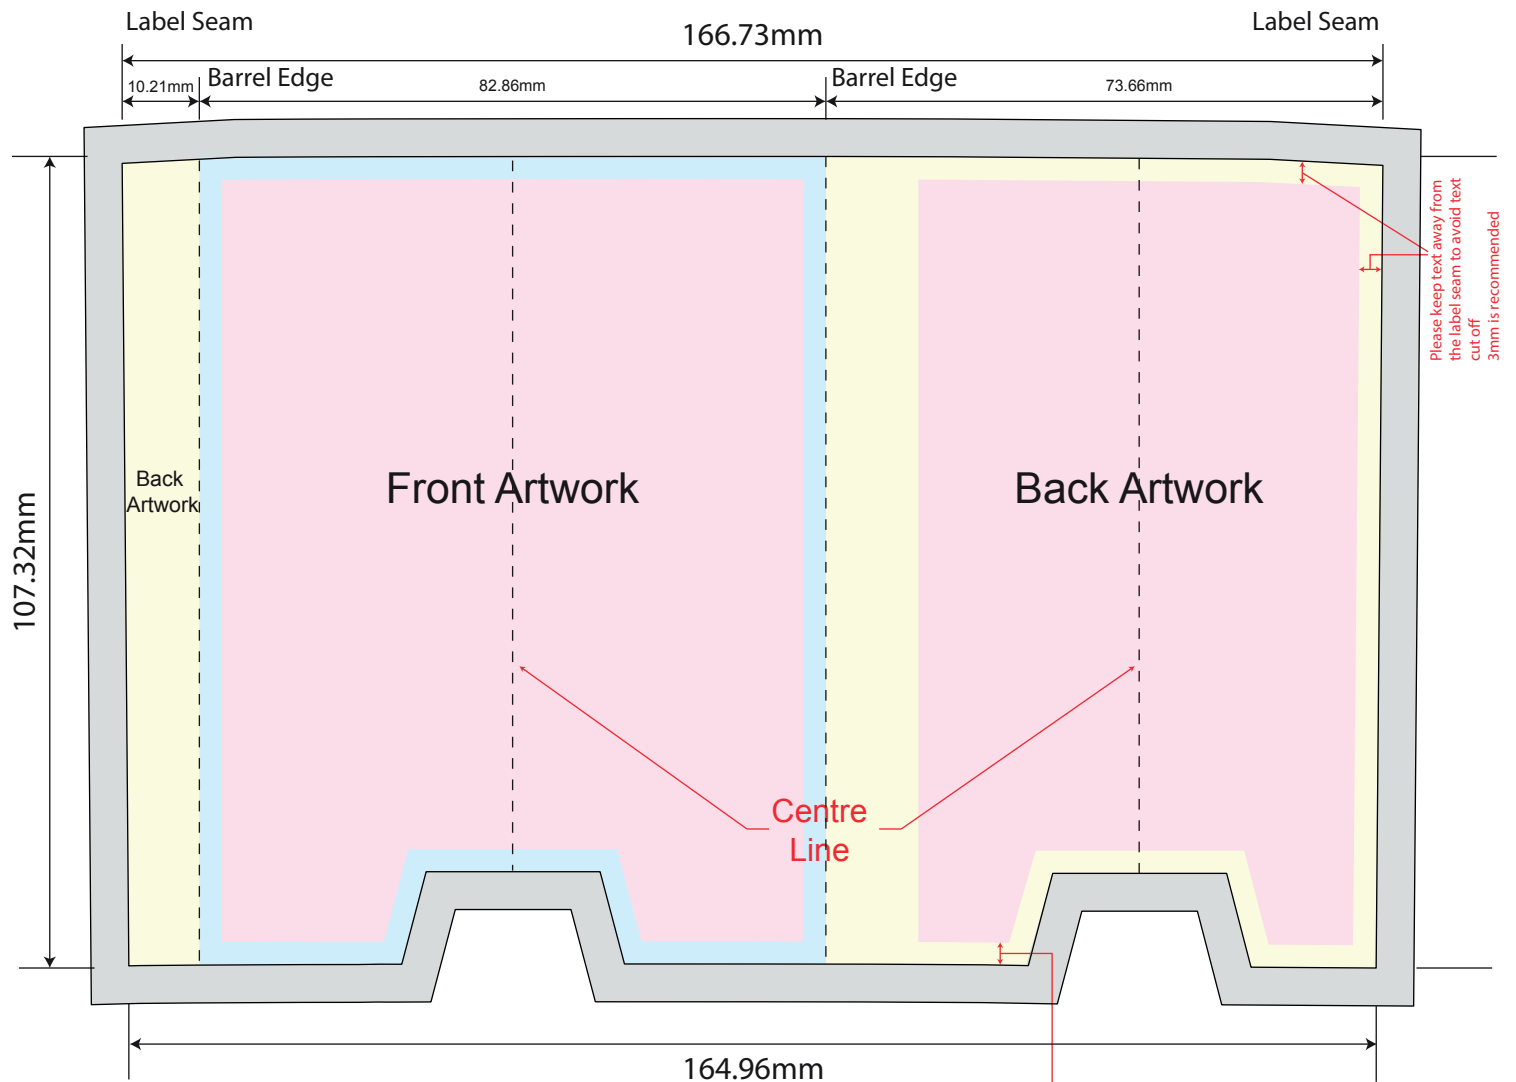 Label Seam
Label Seam
166.73mm
10.21mm
Barrel Edge
82.86mm
Barrel Edge
73.66mm
Please keep text away from
the label seam to avoid text
cut off
3mm is recommended
Back
Artwork
Front Artwork
Back Artwork
107.32mm
Centre
Line
164.96mm